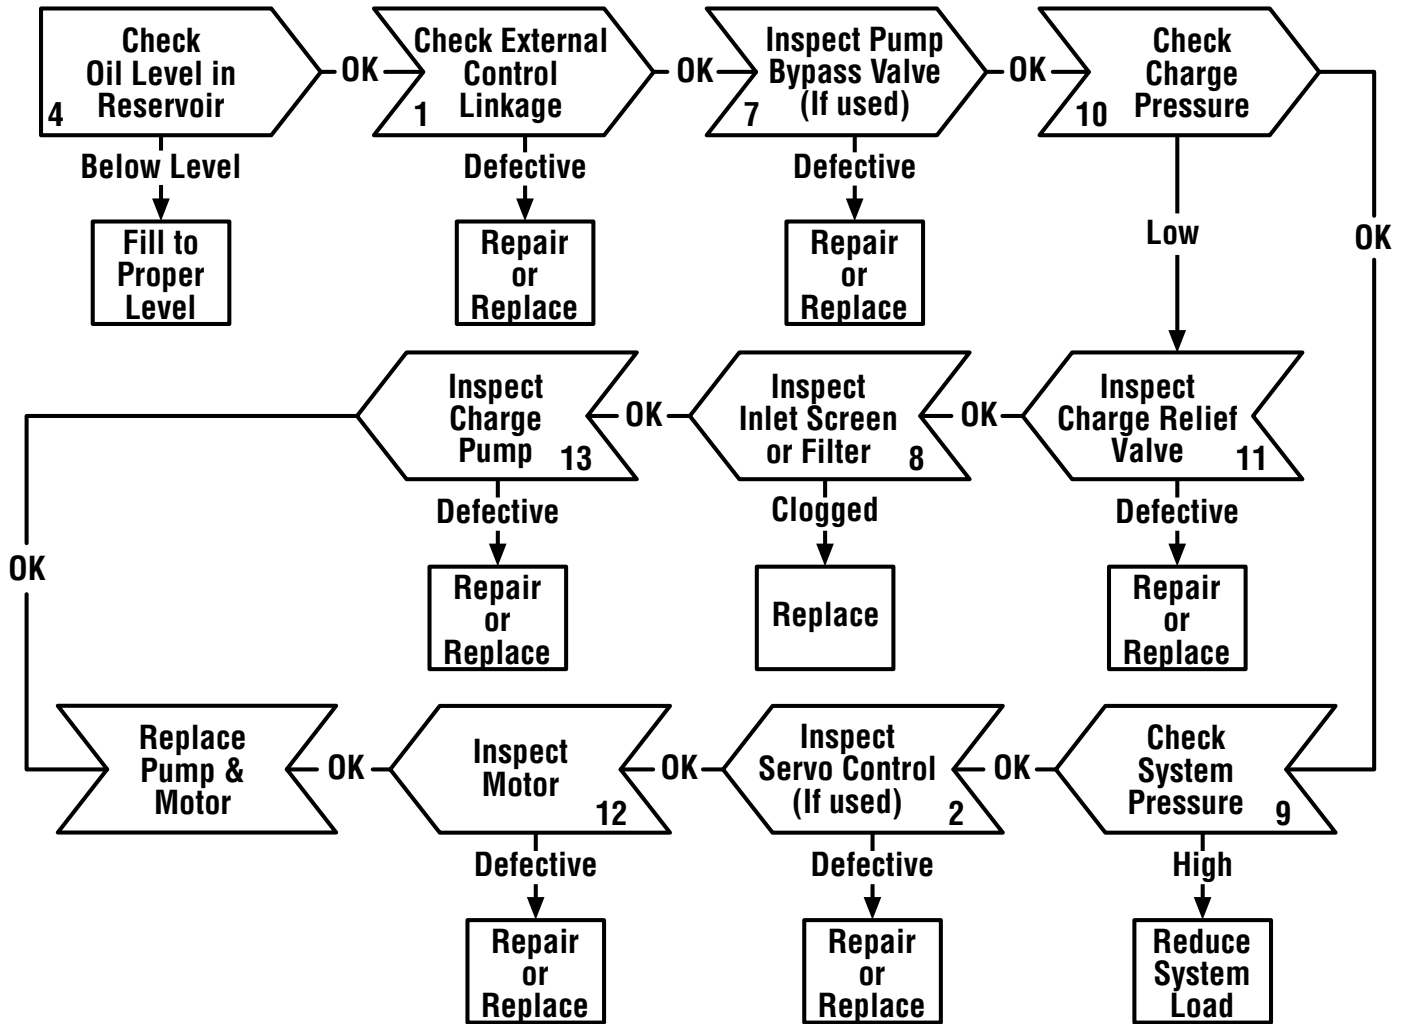 Check
Oil Level in
Reservoir
4
OK
Check External
Control
Linkage
1
OK
Inspect Pump
Bypass Valve
(If used)
7
OK
Check
Charge
Pressure
10
Below Level
Defective
Defective
Low
OK
Fill to
Proper
Level
Repair
or
Replace
Repair
or
Replace
Inspect
Charge
Pump
13
OK
Inspect
Inlet Screen
or Filter
8
OK
Inspect
Charge Relief
Valve
11
Defective
Clogged
Defective
OK
Repair
or
Replace
Replace
Repair
or
Replace
Replace
Pump &
Motor
OK
Inspect
Motor
12
OK
Inspect
Servo Control
(If used)
2
OK
Check
System
Pressure
9
Defective
Defective
High
Repair
or
Replace
Repair
or
Replace
Reduce
System
Load